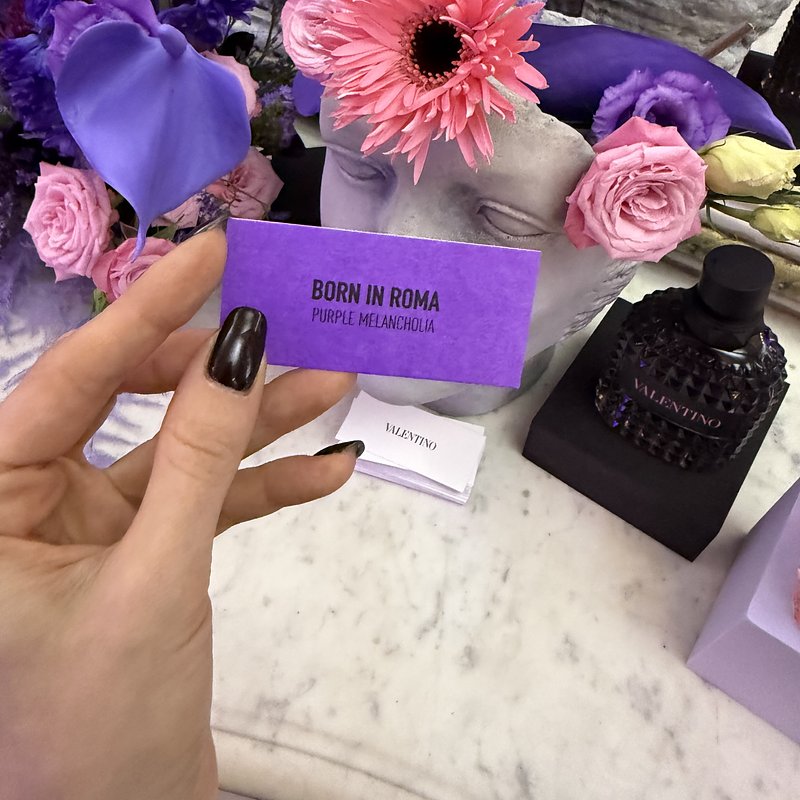 BORN IN ROMA
PURPLE MELANCHOLIA
VALENTINO
VALENTINO